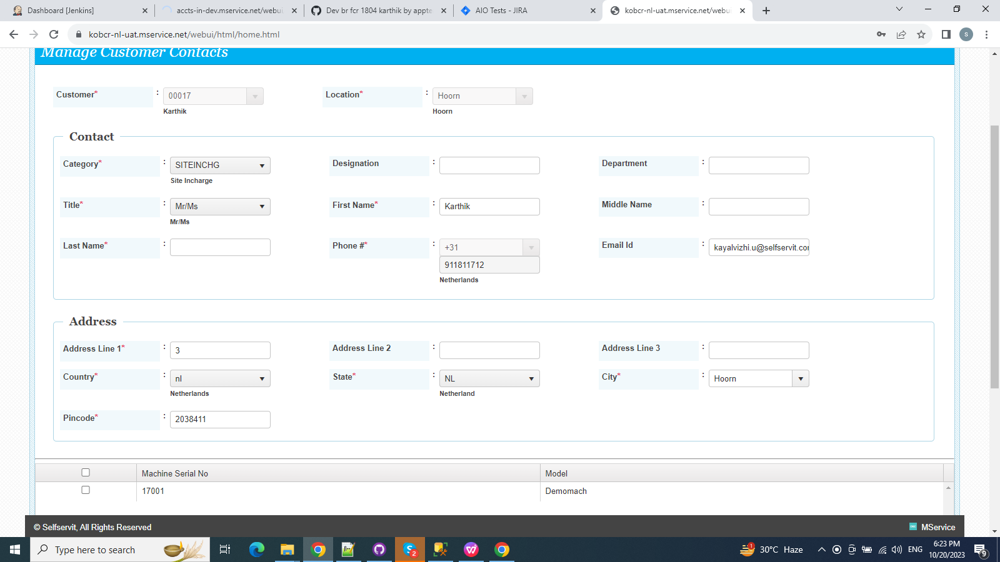 Dashboard [Jenkins]
accts-in-dev.mservice.net/webui
Dev br fcr 1804 karthik by appte
AIO Tests - JIRA
kobcr-nl-uat.mservice.net/webui
kobcr-nl-uat.mservice.net/webui/html/home.html
S
Manage Customer Contacts
Customer* : 00017
Karthik
Location* : Hoorn
Hoorn
Contact
Category* : SITEINCHG
Site Incharge
Designation :
Department :
Title* : Mr/Ms
Mr/Ms
First Name* : Karthik
Middle Name :
Last Name* :
Phone #* : +31
911811712
Netherlands
Email Id : kayalvizhi.u@selfservit.cor
Address
Address Line 1* : 3
Address Line 2 :
Address Line 3 :
Country* : nl
Netherlands
State* : NL
Netherland
City* : Hoorn
Pincode* : 2038411
Machine Serial No Model
17001 Demomach
© Selfservit, All Rights Reserved
MService
Type here to search
2
1
30°C Haze
ENG
6:23 PM
10/20/2023
9